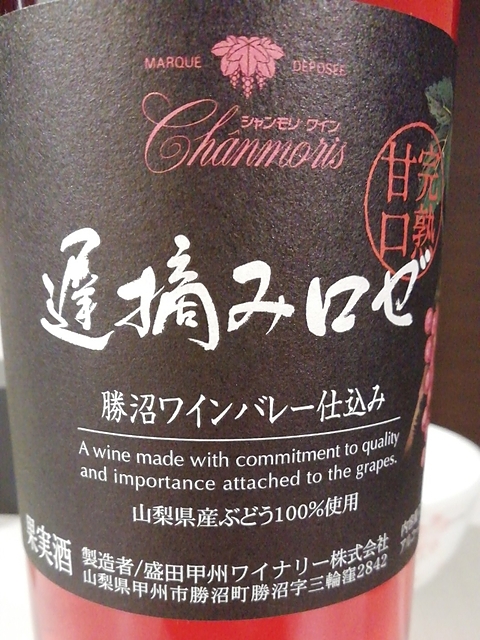 MARQUE DEPOSEE
シャンモリ ワイン
Chánmoris
完熟
甘口
遅摘みロゼ
勝沼ワインバレー仕込み
A wine made with commitment to quality
and importance attached to the grapes.
山梨県産ぶどう100%使用
果実酒
製造者/盛田甲州ワイナリー株式会社
山梨県甲州市勝沼町勝沼字三輪窪2842